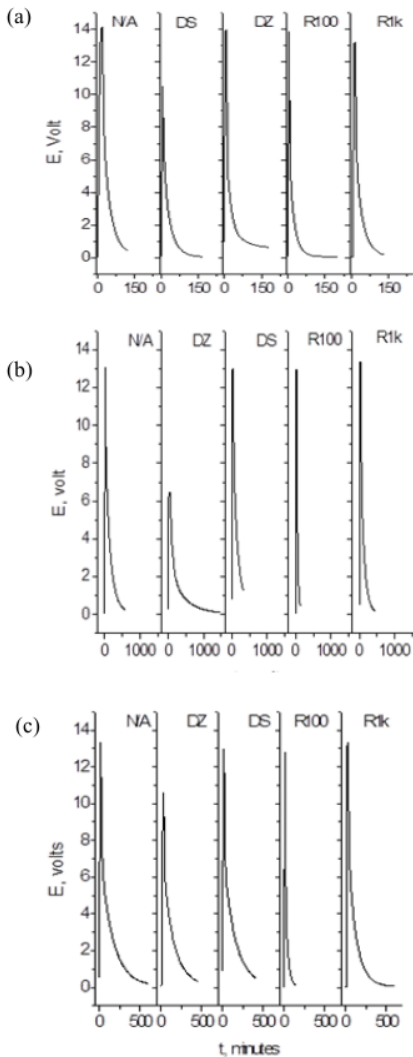 (a)
N/A DS DZ R100 R1k
14
12
10
8
6
4
2
0
E, Volt
0 150 0 150 0 150 0 150 0 150
(b)
N/A DZ DS R100 R1k
14
12
10
8
6
4
2
0
E, volt
0 1000 0 1000 0 1000 0 1000 0 1000
(c)
N/A DZ DS R100 R1k
14
12
10
8
6
4
2
0
E, volts
0 500 0 500 0 500 0 500 0 500
t, minutes